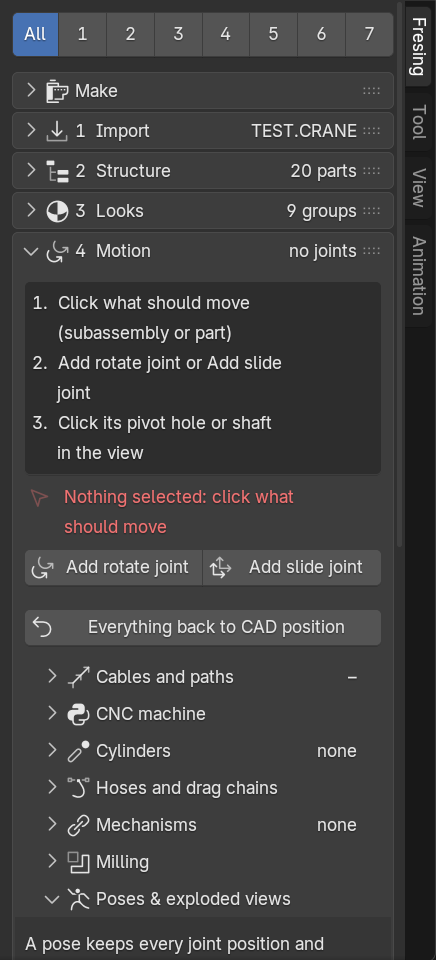 All 1 2 3 4 5 6 7
Make
1 Import TEST.CRANE
2 Structure 20 parts
3 Looks 9 groups
4 Motion no joints
1. Click what should move
(subassembly or part)
2. Add rotate joint or Add slide
joint
3. Click its pivot hole or shaft
in the view
Nothing selected: click what
should move
Add rotate joint Add slide joint
Everything back to CAD position
Cables and paths –
CNC machine
Cylinders none
Hoses and drag chains
Mechanisms none
Milling
Poses & exploded views
A pose keeps every joint position and
Fresing
Tool
View
Animation